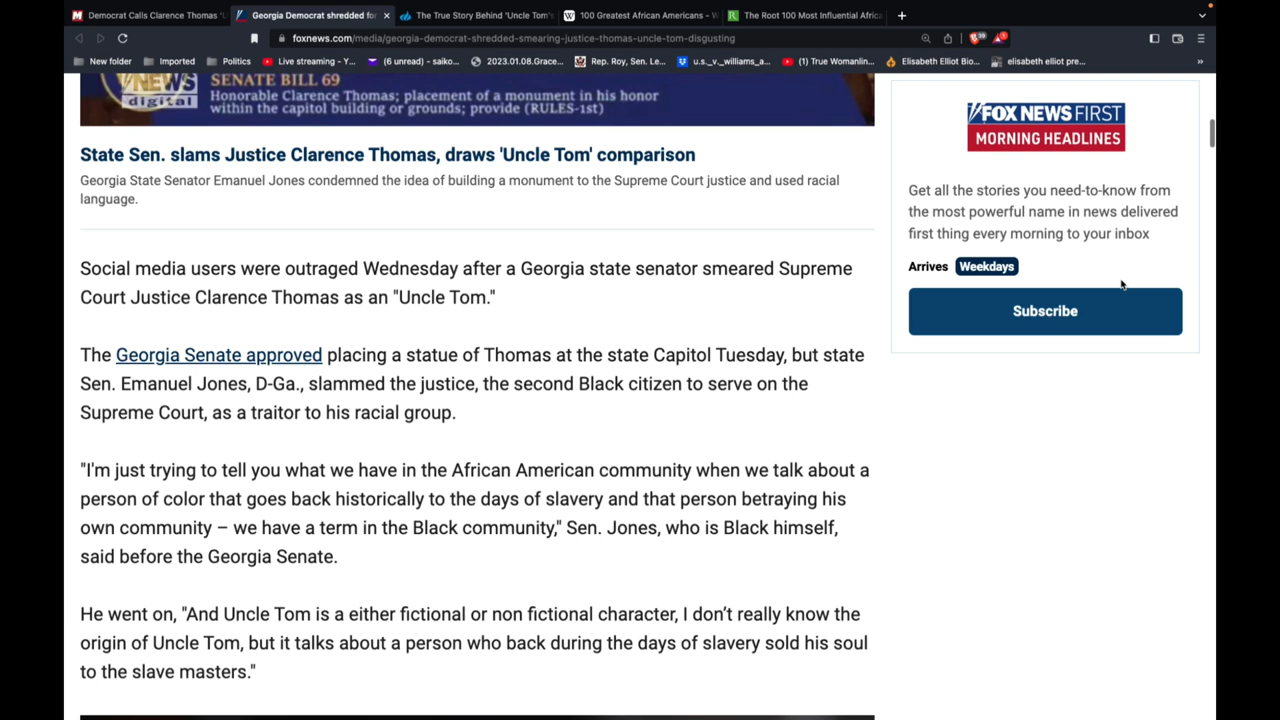 Democrat Calls Clarence Thomas 'U
Georgia Democrat shredded fo
The True Story Behind 'Uncle Tom's
100 Greatest African Americans - W
The Root 100 Most Influential Africa
foxnews.com/media/georgia-democrat-shredded-smearing-justice-thomas-uncle-tom-disgusting
New folder
Imported
Politics
Live streaming - Y...
(6 unread) - saiko...
2023.01.08.Grace...
Rep. Roy, Sen. Le...
u.s._v._williams_a...
(1) True Womanlin...
Elisabeth Elliot Bio...
elisabeth elliot pre...
NEWS
digital
SENATE BILL 69
Honorable Clarence Thomas; placement of a monument in his honor
within the capitol building or grounds; provide (RULES-1st)
State Sen. slams Justice Clarence Thomas, draws 'Uncle Tom' comparison
Georgia State Senator Emanuel Jones condemned the idea of building a monument to the Supreme Court justice and used racial
language.
Social media users were outraged Wednesday after a Georgia state senator smeared Supreme
Court Justice Clarence Thomas as an "Uncle Tom."
The Georgia Senate approved placing a statue of Thomas at the state Capitol Tuesday, but state
Sen. Emanuel Jones, D-Ga., slammed the justice, the second Black citizen to serve on the
Supreme Court, as a traitor to his racial group.
"I'm just trying to tell you what we have in the African American community when we talk about a
person of color that goes back historically to the days of slavery and that person betraying his
own community – we have a term in the Black community," Sen. Jones, who is Black himself,
said before the Georgia Senate.
He went on, "And Uncle Tom is a either fictional or non fictional character, I don't really know the
origin of Uncle Tom, but it talks about a person who back during the days of slavery sold his soul
to the slave masters."
FOX NEWS FIRST
MORNING HEADLINES
Get all the stories you need-to-know from
the most powerful name in news delivered
first thing every morning to your inbox
Arrives Weekdays
Subscribe